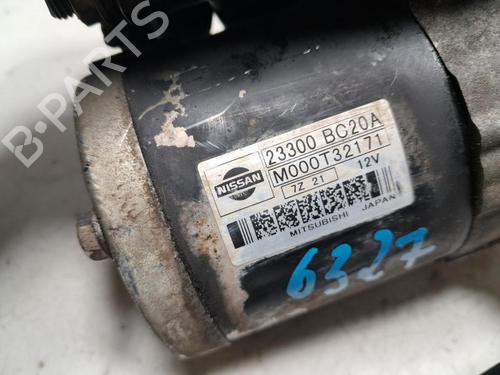 B-PARTS
NISSAN
23300 BC20A
M000T32171
7Z 21 12V
MITSUBISHI JAPAN
6327